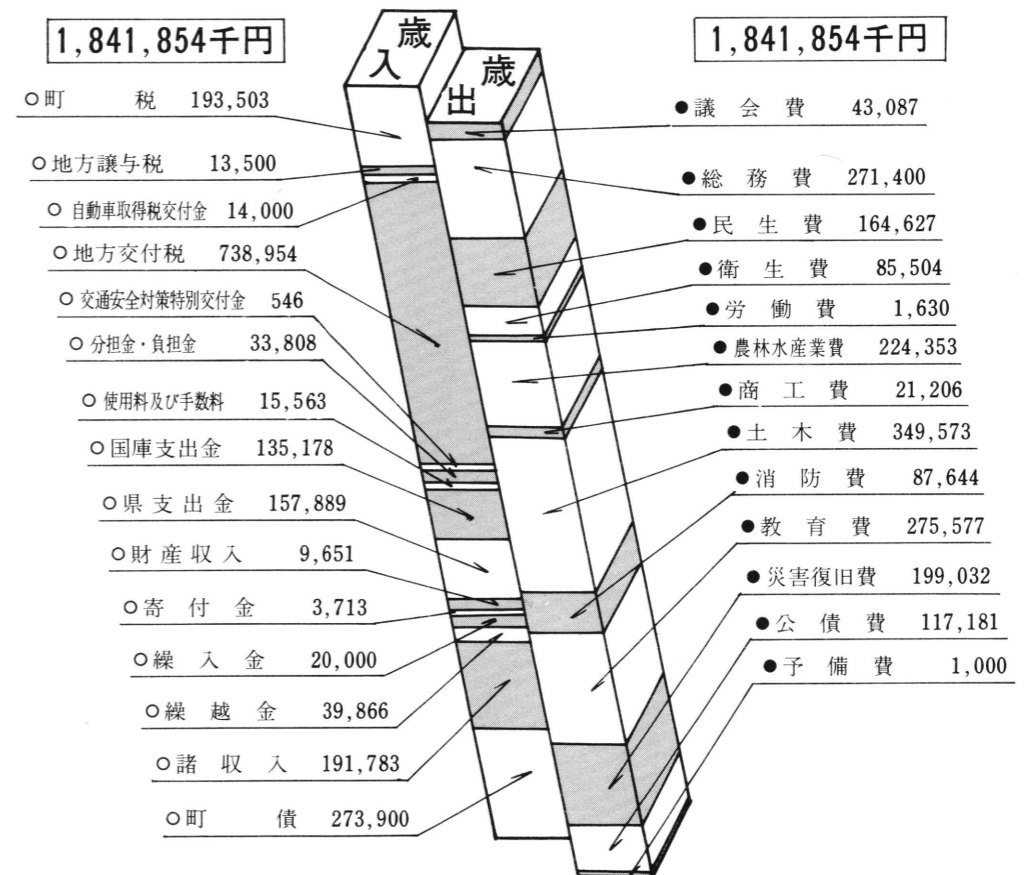 1,841,854千円
歳入
○町税 193,503
○地方譲与税 13,500
○自動車取得税交付金 14,000
○地方交付税 738,954
○交通安全対策特別交付金 546
○分担金・負担金 33,808
○使用料及び手数料 15,563
○国庫支出金 135,178
○県支出金 157,889
○財産収入 9,651
○寄付金 3,713
○繰入金 20,000
○繰越金 39,866
○諸収入 191,783
○町債 273,900
1,841,854千円
歳出
●議会費 43,087
●総務費 271,400
●民生費 164,627
●衛生費 85,504
●労働費 1,630
●農林水産業費 224,353
●商工費 21,206
●土木費 349,573
●消防費 87,644
●教育費 275,577
●災害復旧費 199,032
●公債費 117,181
●予備費 1,000